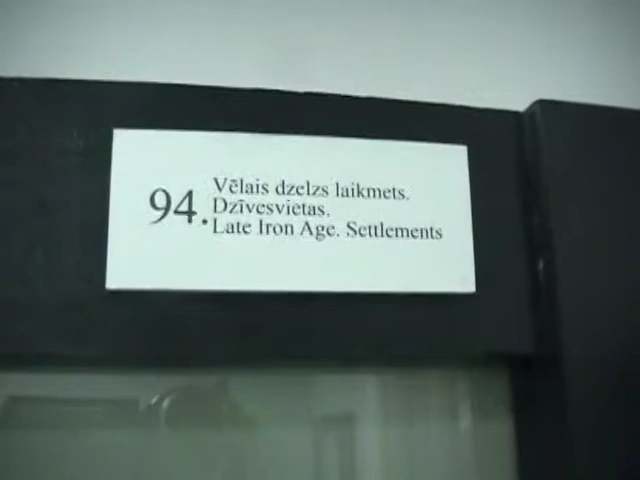 94. Vēlais dzelzs laikmets.
Dzīvesvietas.
Late Iron Age. Settlements